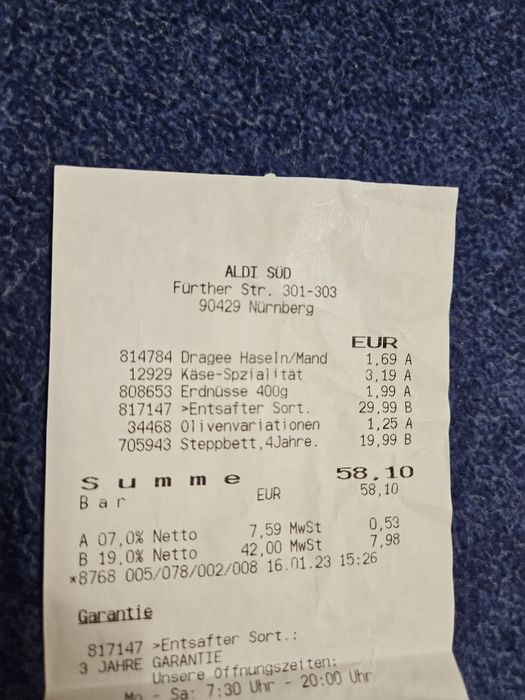 ALDI SÜD
Fürther Str. 301-303
90429 Nürnberg
EUR
814784 Dragee Haseln/Mand 1,69 A
12929 Käse-Spzialität 3,19 A
808653 Erdnüsse 400g 1,99 A
817147 >Entsafter Sort. 29,99 B
34468 Olivenvariationen 1,25 A
705943 Steppbett,4Jahre. 19,99 B
Summe 58,10
Bar EUR 58,10
A 07,0% Netto 7,59 MwSt 0,53
B 19,0% Netto 42,00 MwSt 7,98
*8768 005/078/002/008 16.01.23 15:26
Garantie
817147 >Entsafter Sort.:
3 JAHRE GARANTIE
Unsere Öffnungszeiten:
Mo - Sa: 7:30 Uhr - 20:00 Uhr